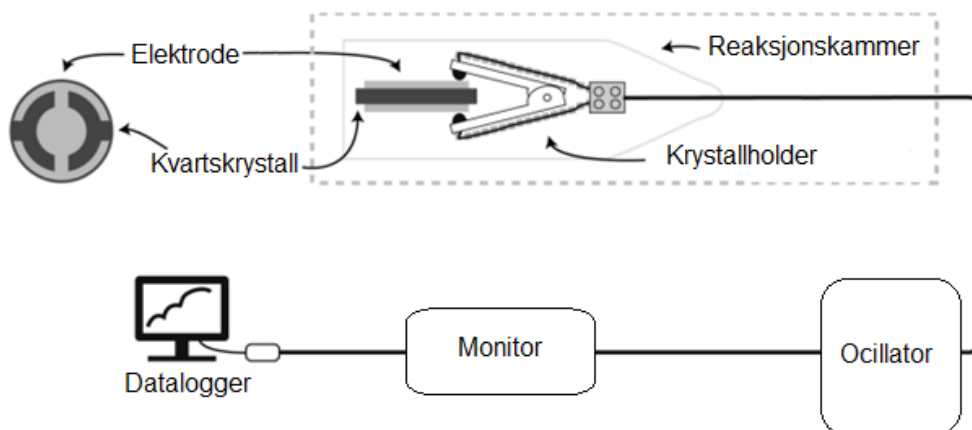 Elektrode
Reaksjonskammer
Kvartskrystall
Krystallholder
Datalogger
Monitor
Ocillator